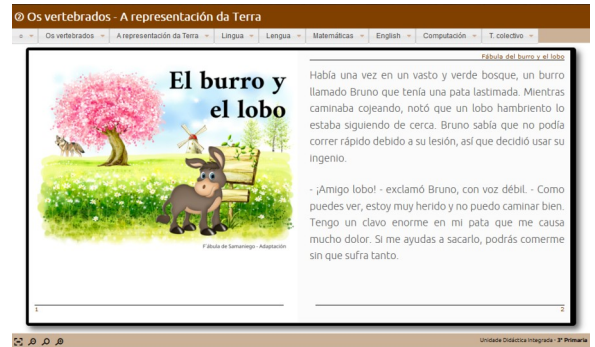 ② Os vertebrados - A representación da Terra
Os vertebrados
A representación da Terra
Lingua
Lengua
Matemáticas
English
Computación
T. colectivo
El burro y
el lobo
Fábula de Samaniego - Adaptación
1
Fábula del burro y el lobo
Había una vez en un vasto y verde bosque, un burro
llamado Bruno que tenía una pata lastimada. Mientras
caminaba cojeando, notó que un lobo hambriento lo
estaba siguiendo de cerca. Bruno sabía que no podía
correr rápido debido a su lesión, así que decidió usar su
ingenio.
- ¡Amigo lobo! - exclamó Bruno, con voz débil. - Como
puedes ver, estoy muy herido y no puedo caminar bien.
Tengo un clavo enorme en mi pata que me causa
mucho dolor. Si me ayudas a sacarlo, podrás comerme
sin que sufra tanto.
2
Unidade Didáctica Integrada - 3º Primaria